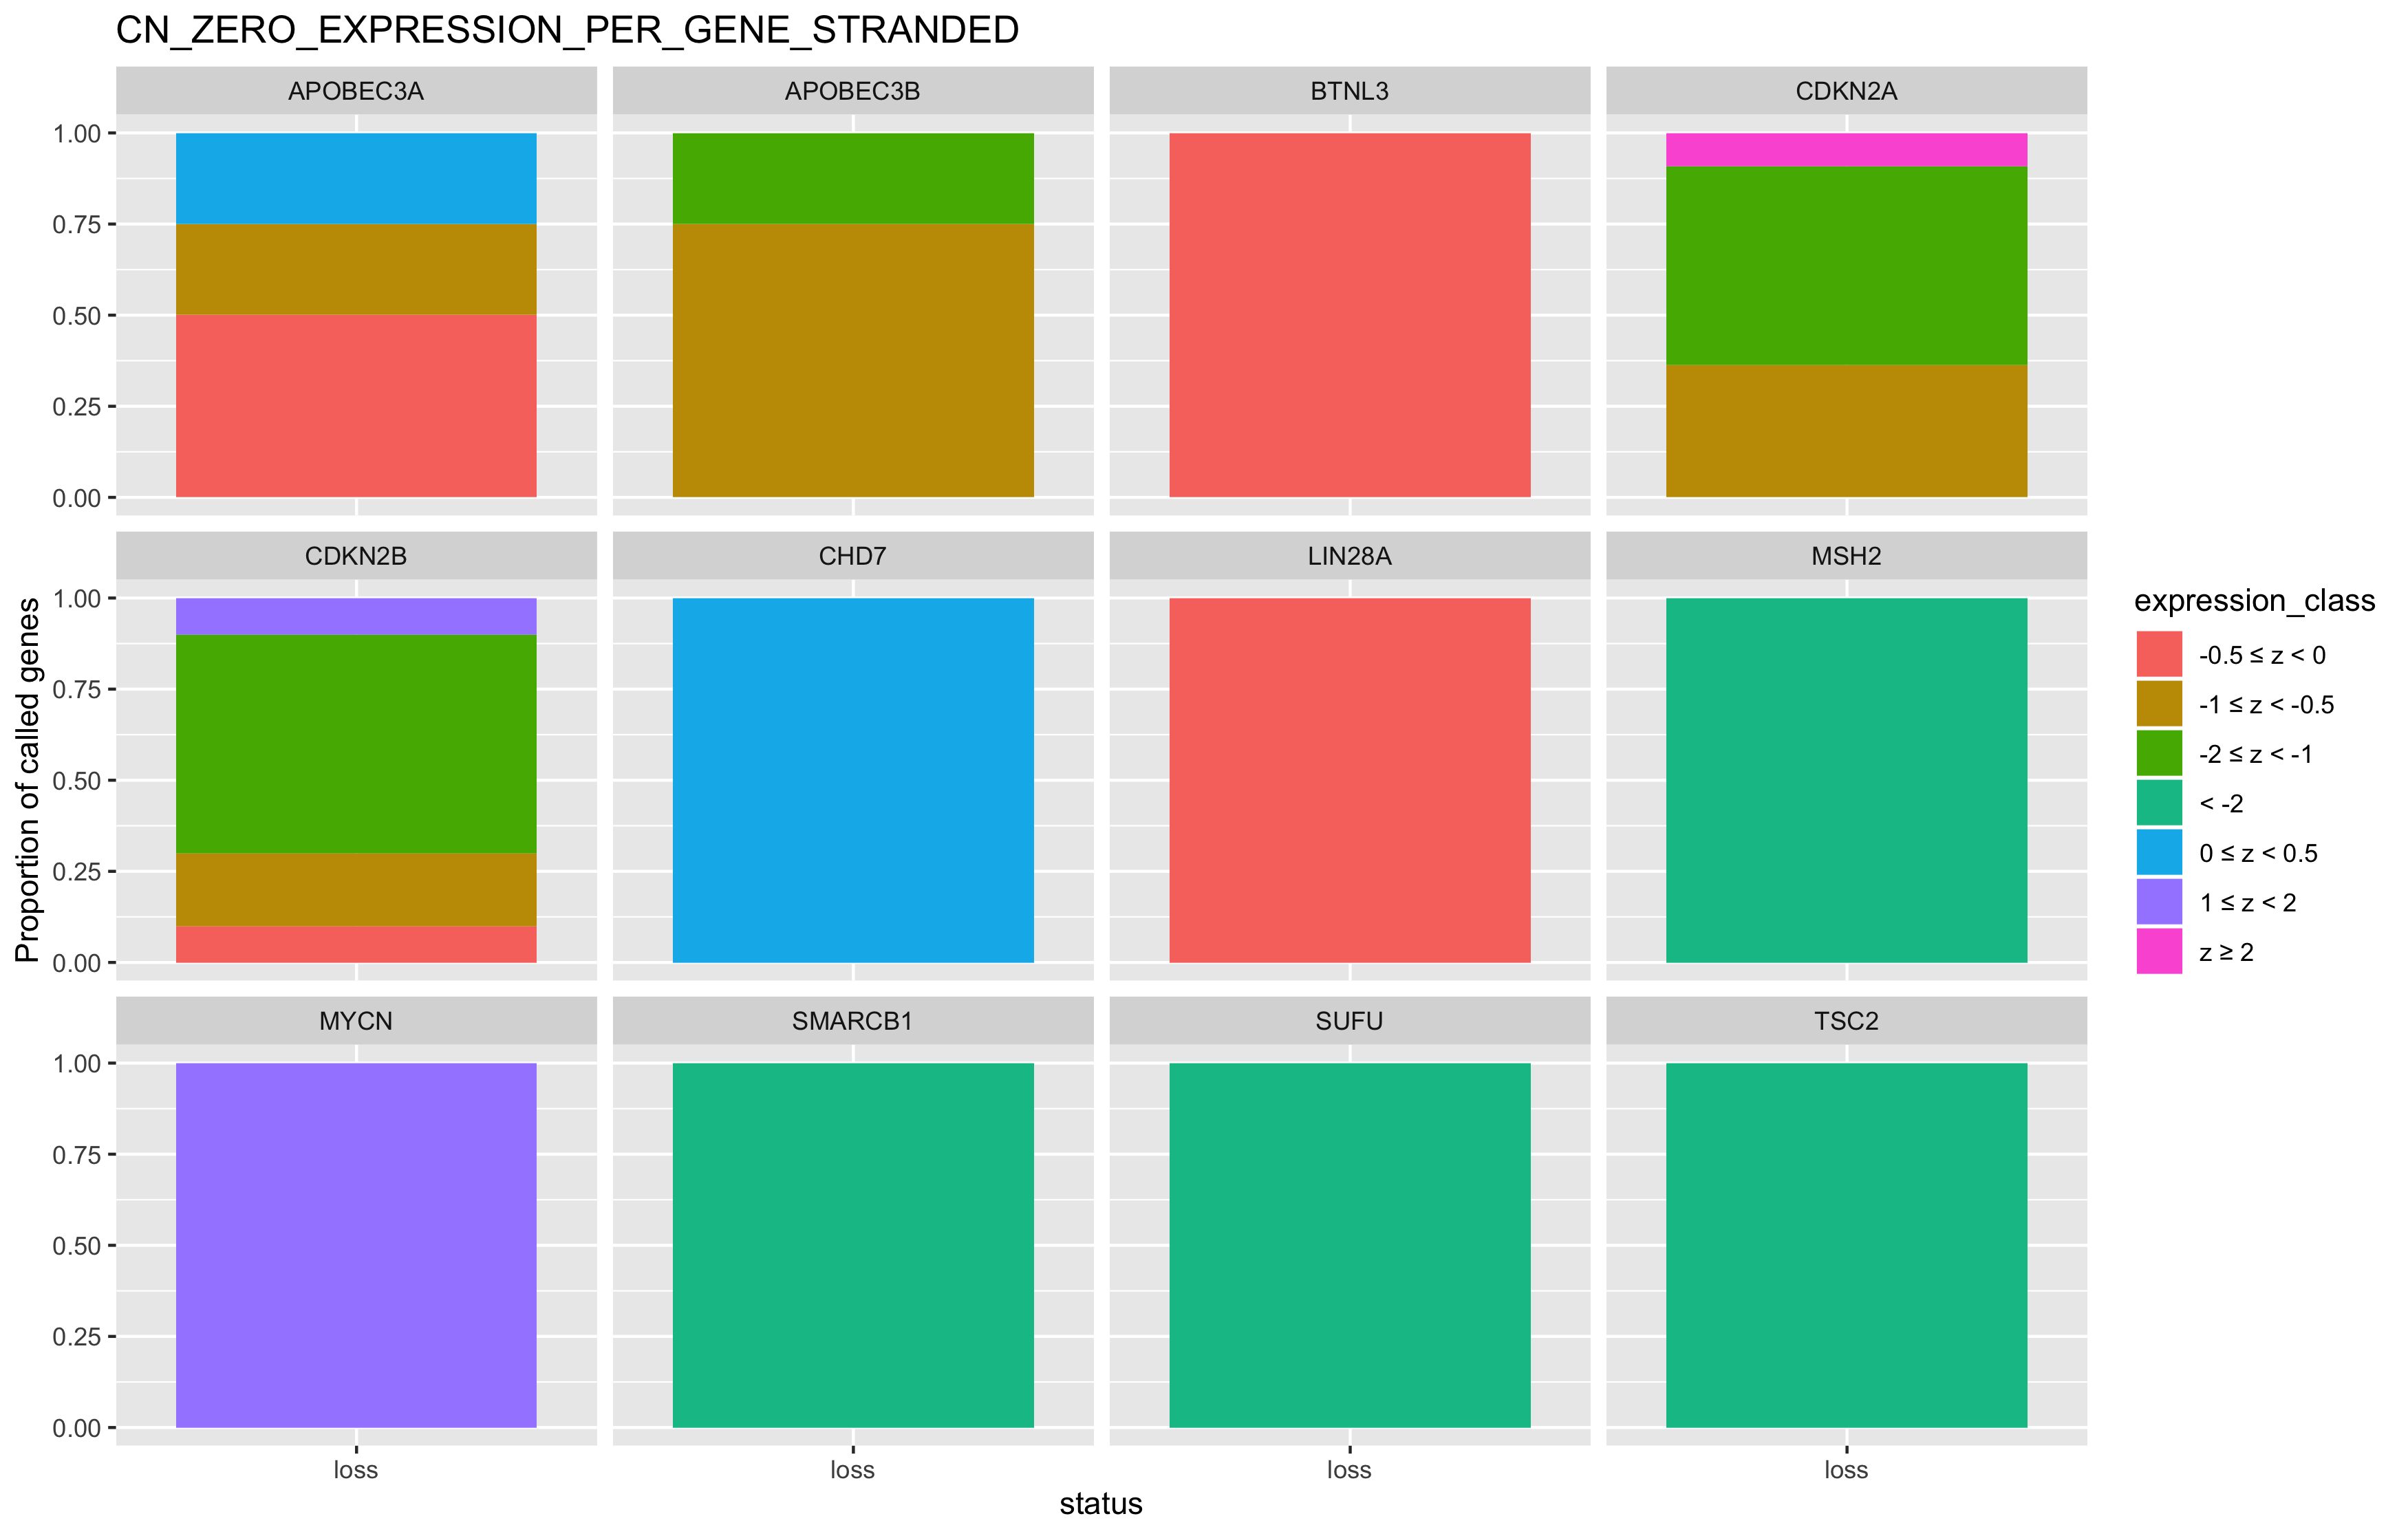 CN_ZERO_EXPRESSION_PER_GENE_STRANDED
APOBEC3A
APOBEC3B
BTNL3
CDKN2A
1.00
0.75
0.50
0.25
0.00
CDKN2B
CHD7
LIN28A
MSH2
1.00
0.75
0.50
0.25
0.00
MYCN
SMARCB1
SUFU
TSC2
1.00
0.75
0.50
0.25
0.00
loss
loss
loss
loss
status
Proportion of called genes
expression_class
-0.5 ≤ z < 0
-1 ≤ z < -0.5
-2 ≤ z < -1
< -2
0 ≤ z < 0.5
1 ≤ z < 2
z ≥ 2